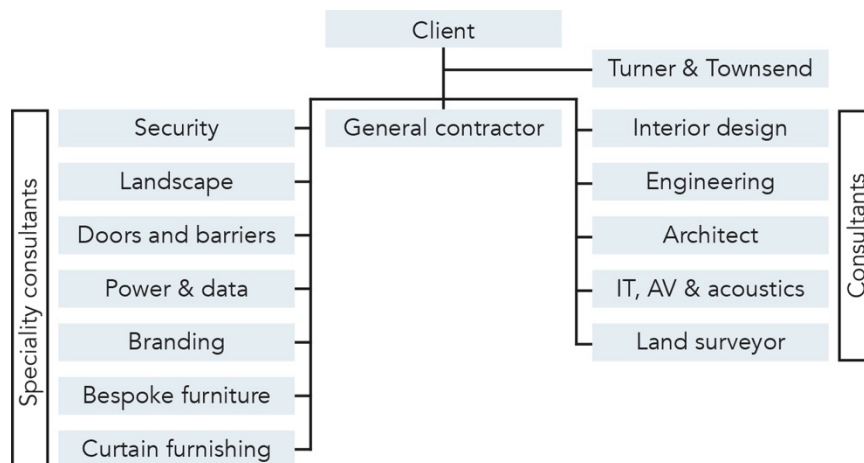 Client
Turner & Townsend
General contractor
Speciality consultants
Security
Landscape
Doors and barriers
Power & data
Branding
Bespoke furniture
Curtain furnishing
Interior design
Engineering
Architect
IT, AV & acoustics
Land surveyor
Consultants